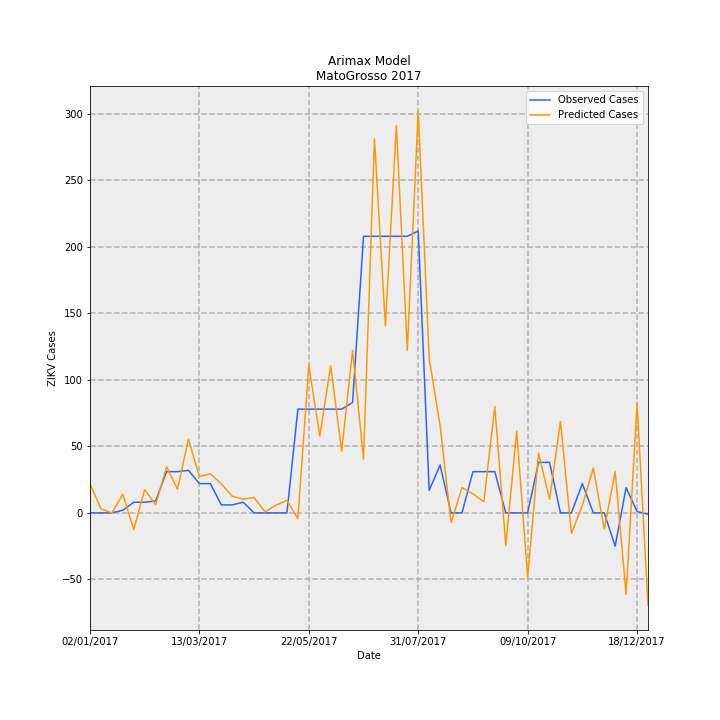 Arimax Model
MatoGrosso 2017
Observed Cases
Predicted Cases
300
250
200
150
100
50
0
−50
ZIKV Cases
02/01/2017 13/03/2017 22/05/2017 31/07/2017 09/10/2017 18/12/2017
Date